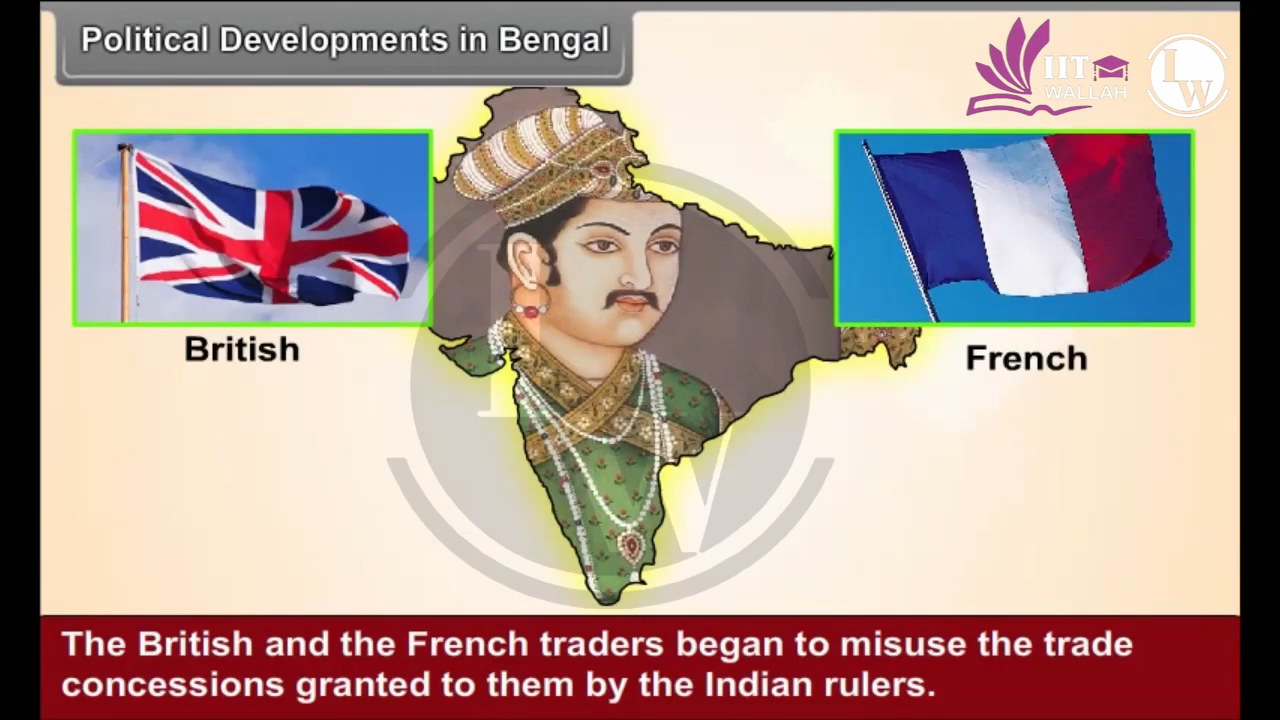 Political Developments in Bengal
IIT
WALLAH
LW
British
French
LW
The British and the French traders began to misuse the trade
concessions granted to them by the Indian rulers.